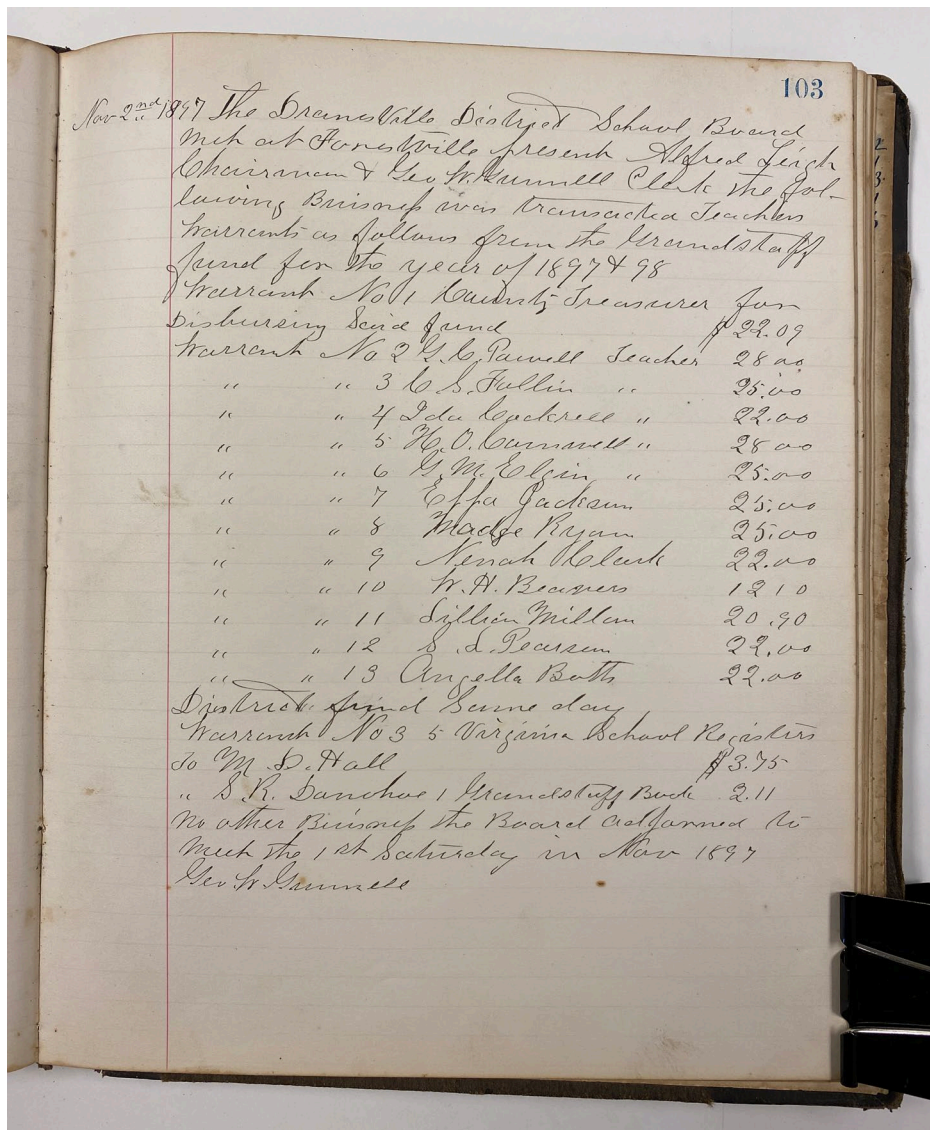 103
Nov 2nd 1897 The Dranesville District School Board
met at Forestville present Alfred Leigh
Chairman & Geo W. Gunnell Clerk the fol-
lowing Buisness was transacted Teachers
Warrants as follows from the Grandstaff
fund for the year of 1897 & 98
Warrant No 1 County Treasurer for
Disbursing Said fund $ 22.09
Warrant No 2 G. C. Powell Teacher 28 00
" " 3 C S. Follin " 25.00
" " 4 Ida Cockrell " 22.00
" " 5 H. O. Cornwell " 28 00
" " 6 G. M. Elgin " 25.00
" " 7 Effa Jackson 25.00
" " 8 Madge Ryan 25.00
" " 9 Nenah Clark 22.00
" " 10 W. H. Beavers 12 10
" " 11 Lillian Millan 20.90
" " 12 S. L. Pearson 22.00
" " 13 Angella Botts 22.00
District fund Same day
Warrant No 3 5 Virginia School Registers
To M. D. Hall $ 3.75
" S. R. Donohoe 1 Grandstaff Book 2.11
no other Buisness the Board adjorned to
meet the 1st Saturday in Nov 1897
Geo W Gunnell